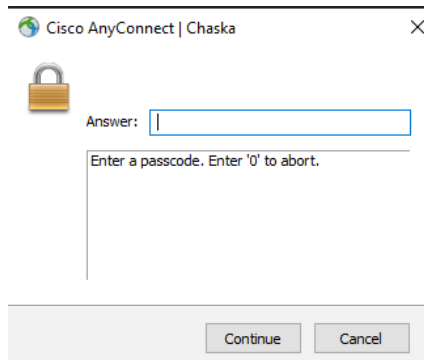 Cisco AnyConnect | Chaska
Answer:
Enter a passcode. Enter '0' to abort.
Continue Cancel